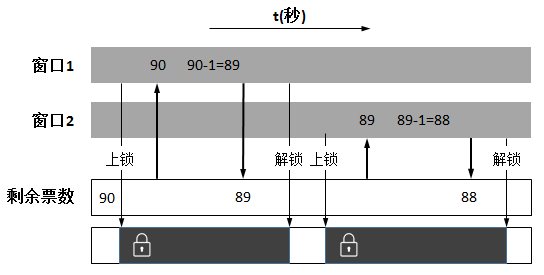 t(秒)
窗口1
90 90-1=89
窗口2
89 89-1=88
上锁 解锁 上锁 解锁
剩余票数
90 89 88